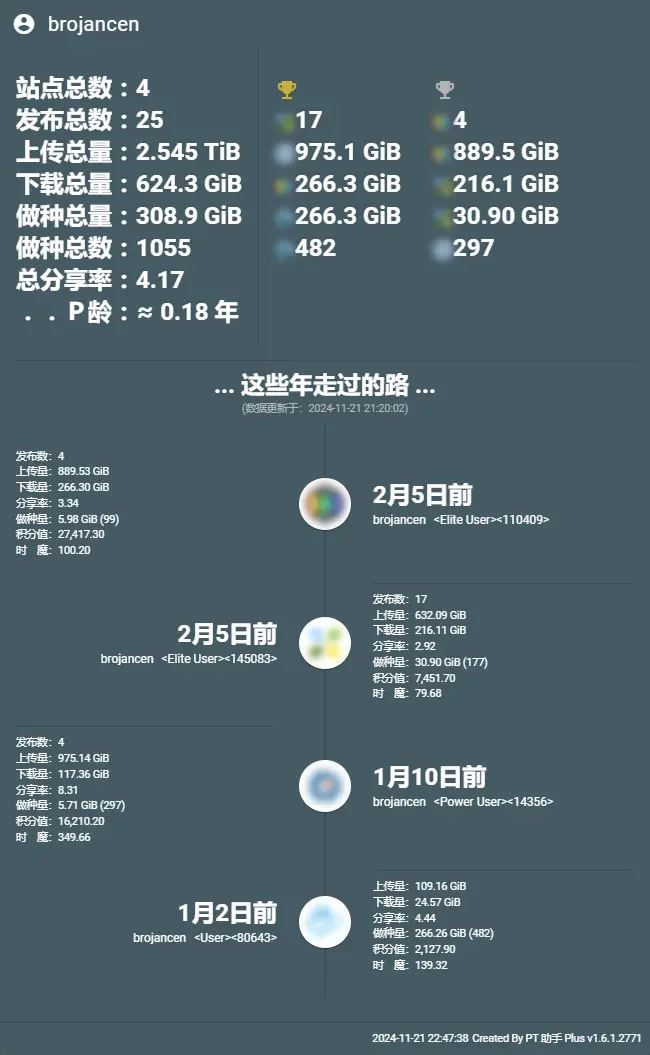 brojancen
站点总数：4
发布总数：25
上传总量：2.545 TiB
下载总量：624.3 GiB
做种总量：308.9 GiB
做种总数：1055
总分享率：4.17
．．P龄：≈ 0.18 年
17
975.1 GiB
266.3 GiB
266.3 GiB
482
4
889.5 GiB
216.1 GiB
30.90 GiB
297
... 这些年走过的路 ...
(数据更新于：2024-11-21 21:20:02)
发布数：4
上传量：889.53 GiB
下载量：266.30 GiB
分享率：3.34
做种量：5.98 GiB (99)
积分值：27,417.30
时　魔：100.20
2月5日前
brojancen <Elite User><110409>
2月5日前
brojancen <Elite User><145083>
发布数：17
上传量：632.09 GiB
下载量：216.11 GiB
分享率：2.92
做种量：30.90 GiB (177)
积分值：7,451.70
时　魔：79.68
发布数：4
上传量：975.14 GiB
下载量：117.36 GiB
分享率：8.31
做种量：5.71 GiB (297)
积分值：16,210.20
时　魔：349.66
1月10日前
brojancen <Power User><14356>
1月2日前
brojancen <User><80643>
上传量：109.16 GiB
下载量：24.57 GiB
分享率：4.44
做种量：266.26 GiB (482)
积分值：2,127.90
时　魔：139.32
2024-11-21 22:47:38 Created By PT 助手 Plus v1.6.1.2771